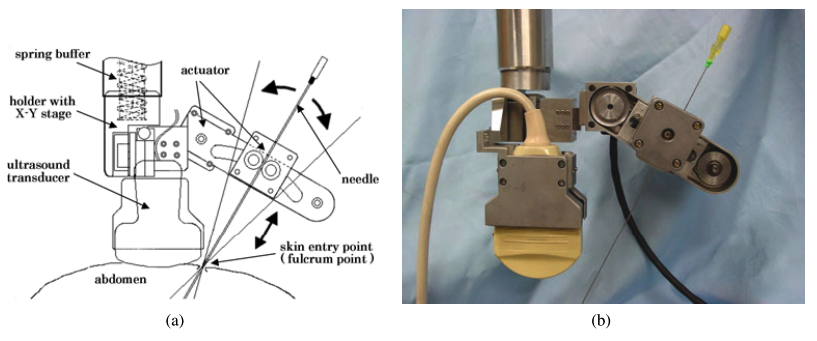 spring buffer
actuator
holder with
X-Y stage
ultrasound
transducer
needle
skin entry point
( fulcrum point )
abdomen
(a)
(b)